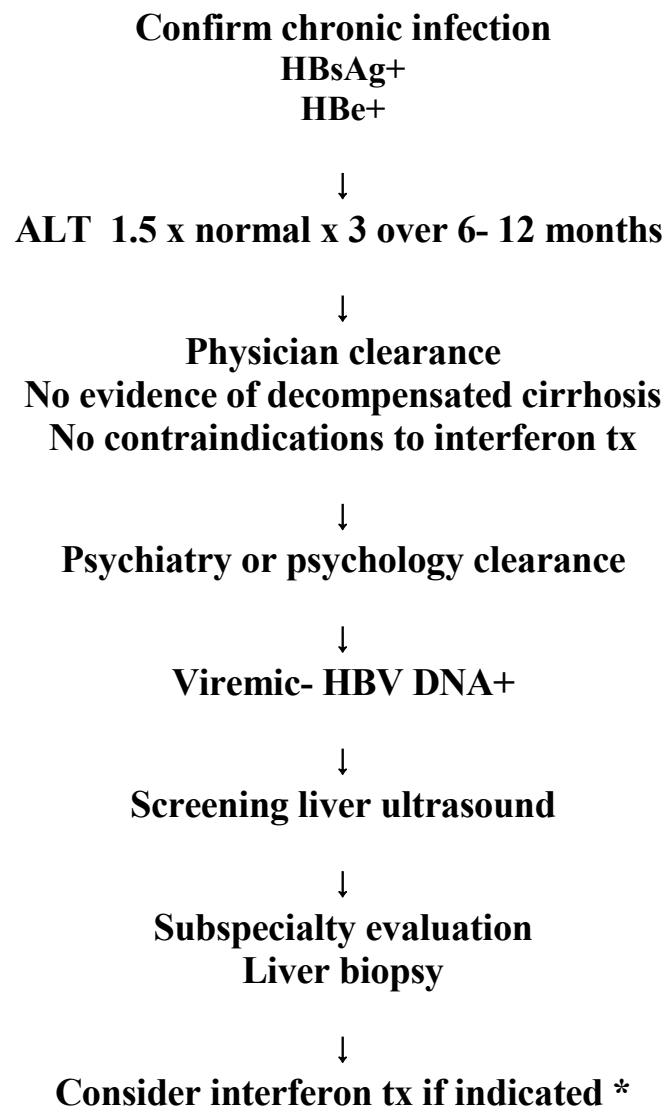 Confirm chronic infection
HBsAg+
HBe+
↓
ALT 1.5 x normal x 3 over 6- 12 months
↓
Physician clearance
No evidence of decompensated cirrhosis
No contraindications to interferon tx
↓
Psychiatry or psychology clearance
↓
Viremic- HBV DNA+
↓
Screening liver ultrasound
↓
Subspecialty evaluation
Liver biopsy
↓
Consider interferon tx if indicated *